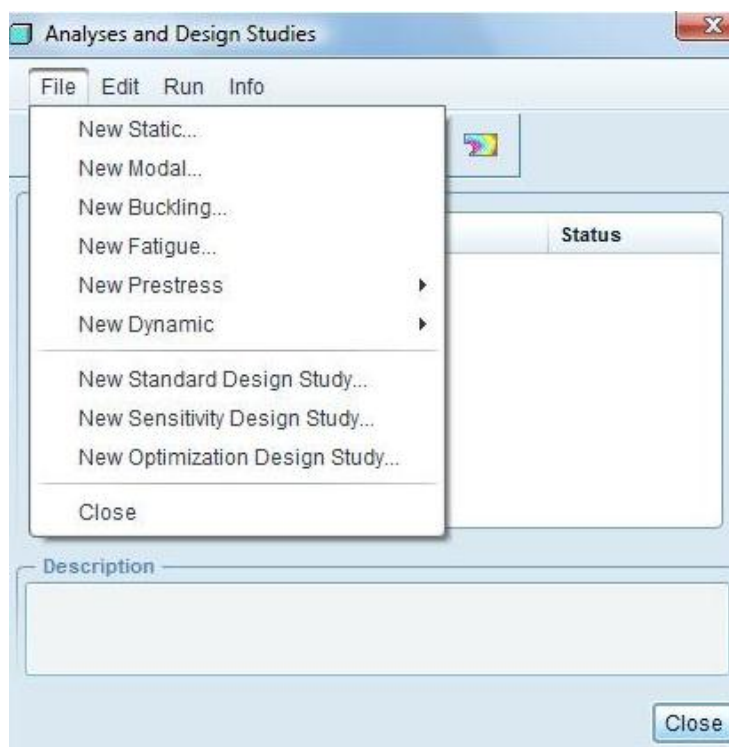 Analyses and Design Studies
File Edit Run Info
New Static...
New Modal...
New Buckling...
New Fatigue...
New Prestress
New Dynamic
New Standard Design Study...
New Sensitivity Design Study...
New Optimization Design Study...
Close
Status
Description
Close